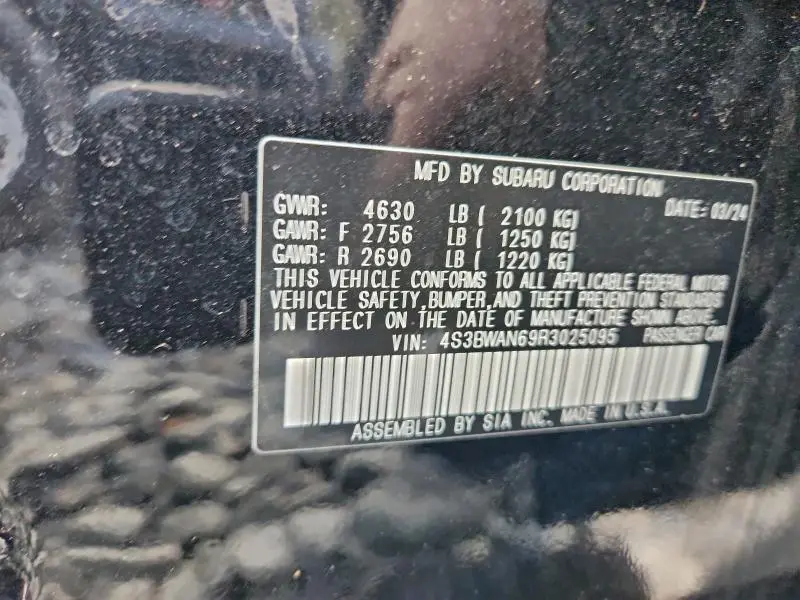 MFD BY SUBARU CORPORATION
DATE: 03/24
GVWR: 4630 LB ( 2100 KG)
GAWR: F 2756 LB ( 1250 KG)
GAWR: R 2690 LB ( 1220 KG)
THIS VEHICLE CONFORMS TO ALL APPLICABLE FEDERAL MOTOR
VEHICLE SAFETY,BUMPER,AND THEFT PREVENTION STANDARDS
IN EFFECT ON THE DATE OF MANUFACTURE SHOWN ABOVE.
VIN: 4S3BWAN69R3025095 PASSENGER CAR
ASSEMBLED BY SIA INC. MADE IN U.S.A.